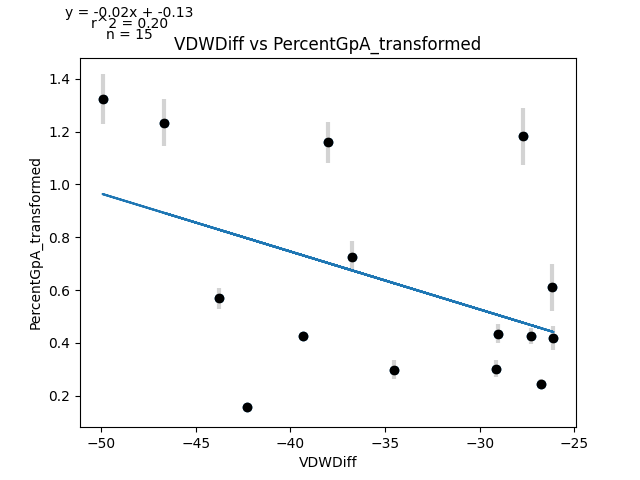 y = -0.02x + -0.13
r^2 = 0.20
n = 15
VDWDiff vs PercentGpA_transformed
PercentGpA_transformed
1.4
1.2
1.0
0.8
0.6
0.4
0.2
−50
−45
−40
−35
−30
−25
VDWDiff